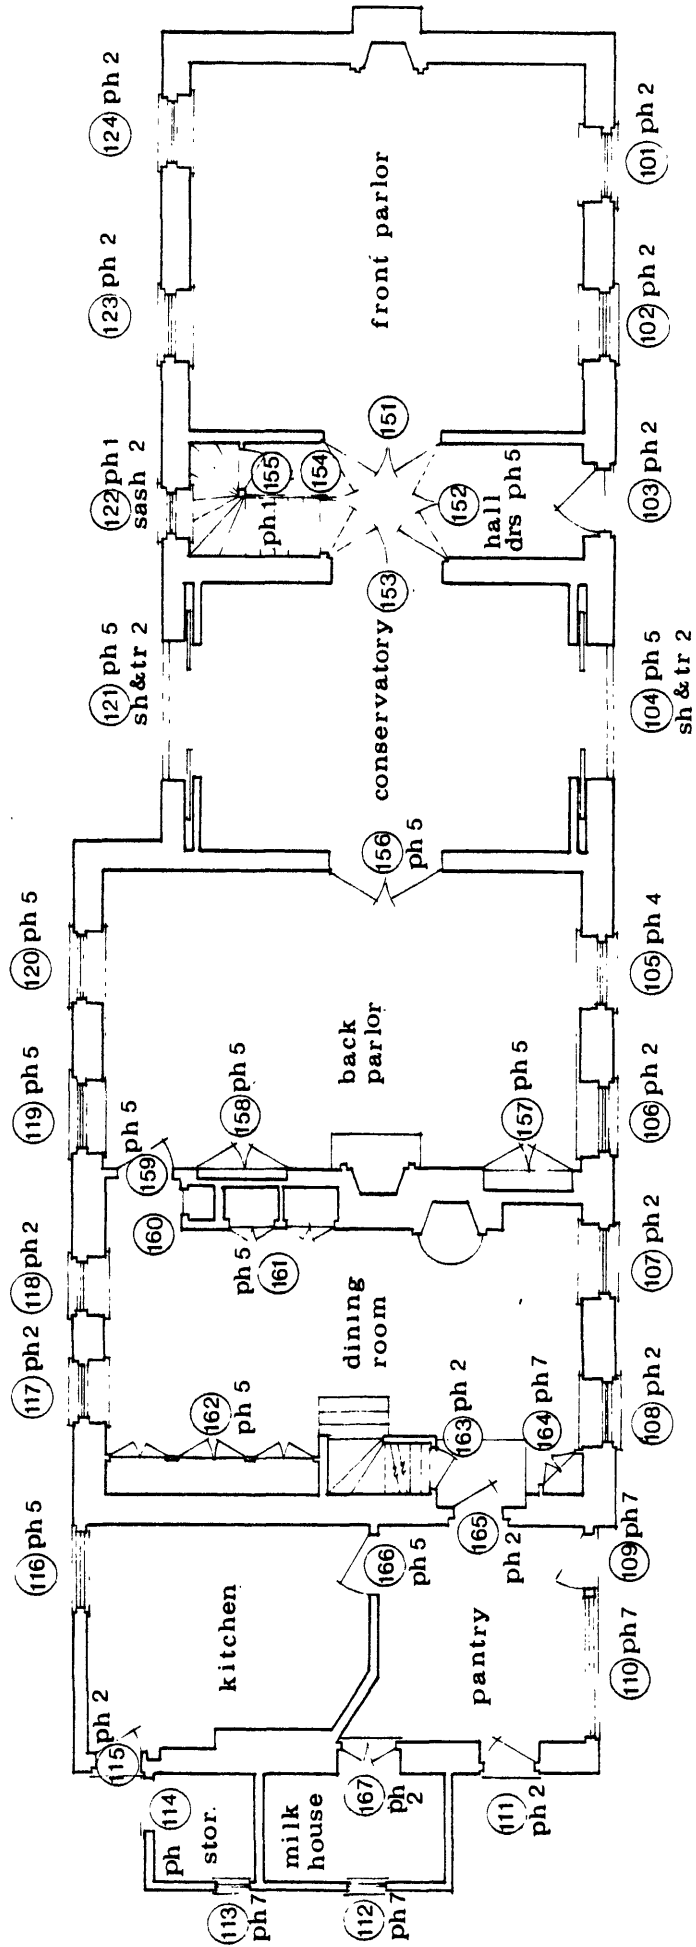 124 ph 2
123 ph 2
122 ph 1
sash 2
121 ph 5
sh & tr 2
120 ph 5
119 ph 5
118 ph 2
117 ph 2
116 ph 5
115
ph 2
114
ph
stor.
113
ph 7
milk
house
112
ph 7
kitchen
pantry
167
ph 2
111
ph 2
110 ph 7
109 ph 7
166
ph 5
165
ph 2
164
ph 7
163
ph 2
162
ph 5
dining
room
161
ph 5
160
159
ph 5
158 ph 5
157
ph 5
back
parlor
156
ph 5
conservatory
153
155
154
ph 1
151
152
hall
drs ph 5
front parlor
101 ph 2
102 ph 2
103 ph 2
104 ph 5
sh & tr 2
105 ph 4
106 ph 2
107 ph 2
108 ph 2